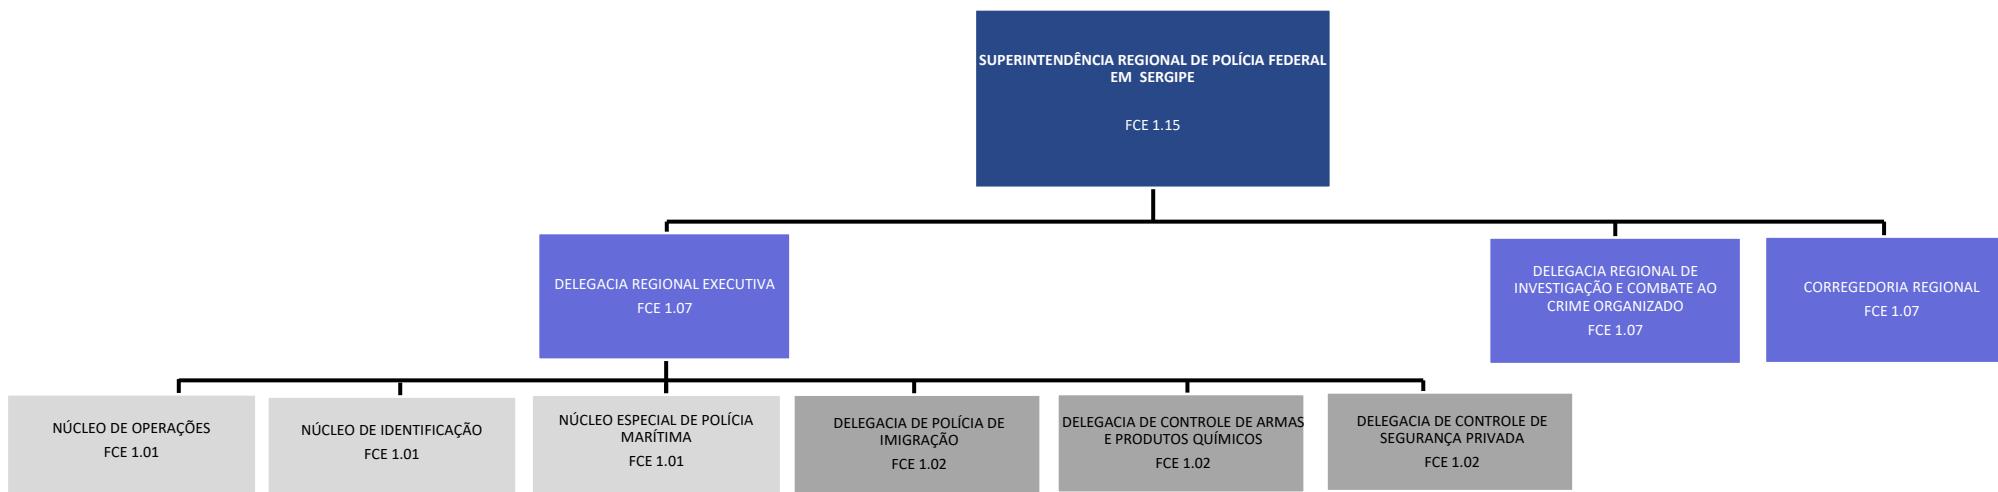 SUPERINTENDÊNCIA REGIONAL DE POLÍCIA FEDERAL
EM SERGIPE
FCE 1.15
DELEGACIA REGIONAL EXECUTIVA
FCE 1.07
DELEGACIA REGIONAL DE
INVESTIGAÇÃO E COMBATE AO
CRIME ORGANIZADO
FCE 1.07
CORREGEDORIA REGIONAL
FCE 1.07
NÚCLEO DE OPERAÇÕES
FCE 1.01
NÚCLEO DE IDENTIFICAÇÃO
FCE 1.01
NÚCLEO ESPECIAL DE POLÍCIA
MARÍTIMA
FCE 1.01
DELEGACIA DE POLÍCIA DE
IMIGRAÇÃO
FCE 1.02
DELEGACIA DE CONTROLE DE ARMAS
E PRODUTOS QUÍMICOS
FCE 1.02
DELEGACIA DE CONTROLE DE
SEGURANÇA PRIVADA
FCE 1.02